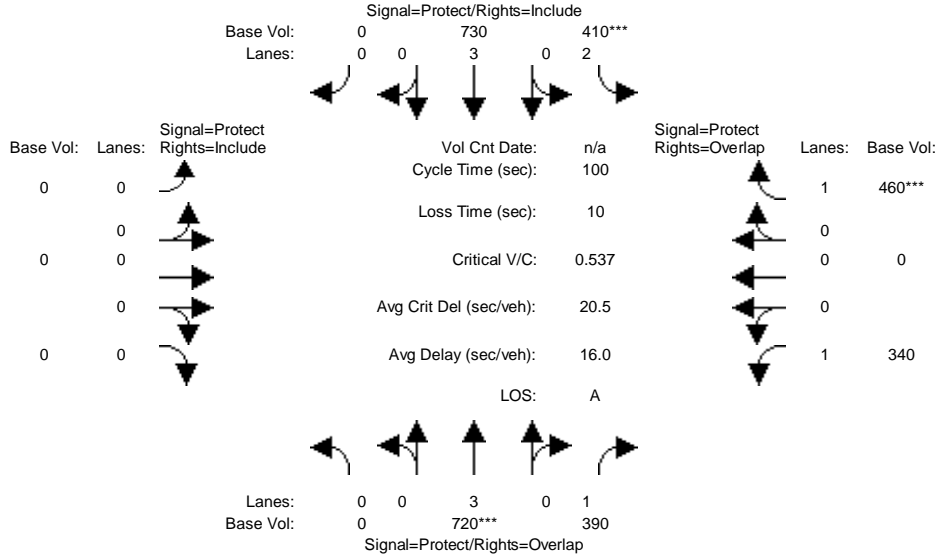 Signal=Protect/Rights=Include
Base Vol: 0 730 410***
Lanes: 0 0 3 0 2
Signal=Protect Signal=Protect
Base Vol: Lanes: Rights=Include Vol Cnt Date: n/a Rights=Overlap Lanes: Base Vol:
Cycle Time (sec): 100
0 0 1 460***
Loss Time (sec): 10
0 0
0 0 Critical V/C: 0.537 0 0
0 Avg Crit Del (sec/veh): 20.5 0
0 0 Avg Delay (sec/veh): 16.0 1 340
LOS: A
Lanes: 0 0 3 0 1
Base Vol: 0 720*** 390
Signal=Protect/Rights=Overlap